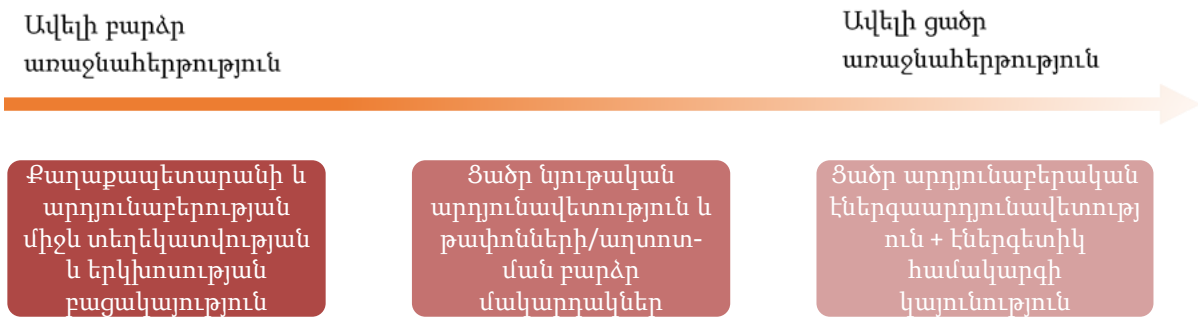 Ավելի բարձր
առաջնահերթություն
Ավելի ցածր
առաջնահերթություն
Քաղաքապետարանի և
արդյունաբերության
միջև տեղեկատվության
և երկխոսության
բացակայություն
Ցածր նյութական
արդյունավետություն և
թափոնների/աղտոտ-
ման բարձր
մակարդակներ
Ցածր արդյունաբերական
էներգաարդյունավետությ
ուն + էներգետիկ
համակարգի
կայունություն